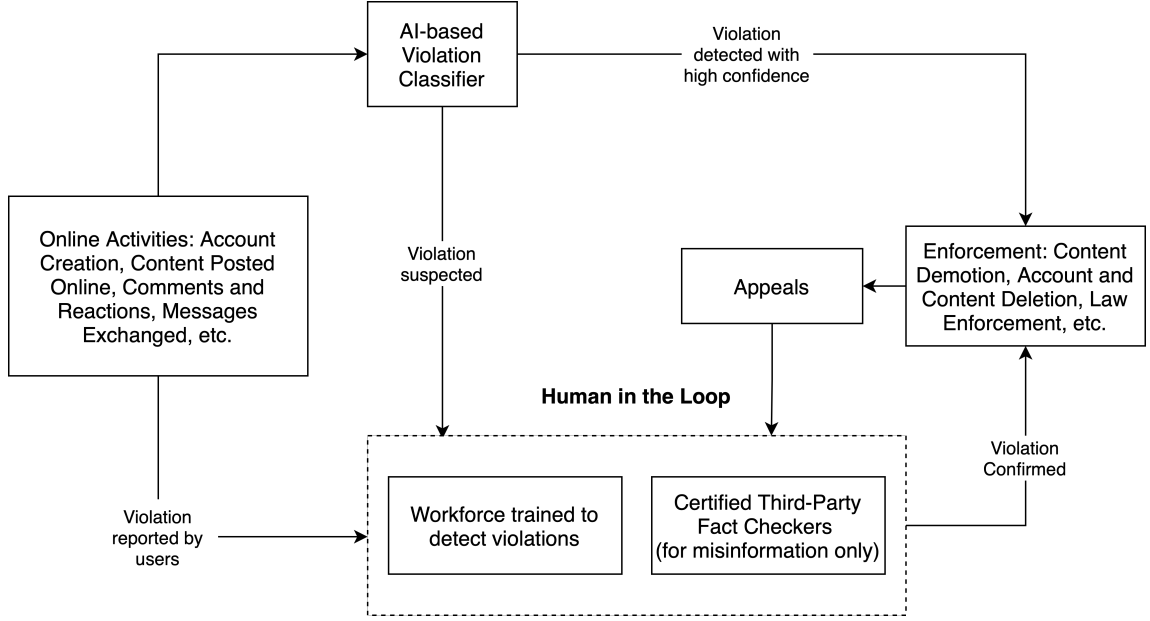 AI-based
Violation
Classifier
Violation
detected with
high confidence
Online Activities: Account
Creation, Content Posted
Online, Comments and
Reactions, Messages
Exchanged, etc.
Violation
suspected
Appeals
Enforcement: Content
Demotion, Account and
Content Deletion, Law
Enforcement, etc.
Human in the Loop
Violation
Confirmed
Violation
reported by
users
Workforce trained to
detect violations
Certified Third-Party
Fact Checkers
(for misinformation only)